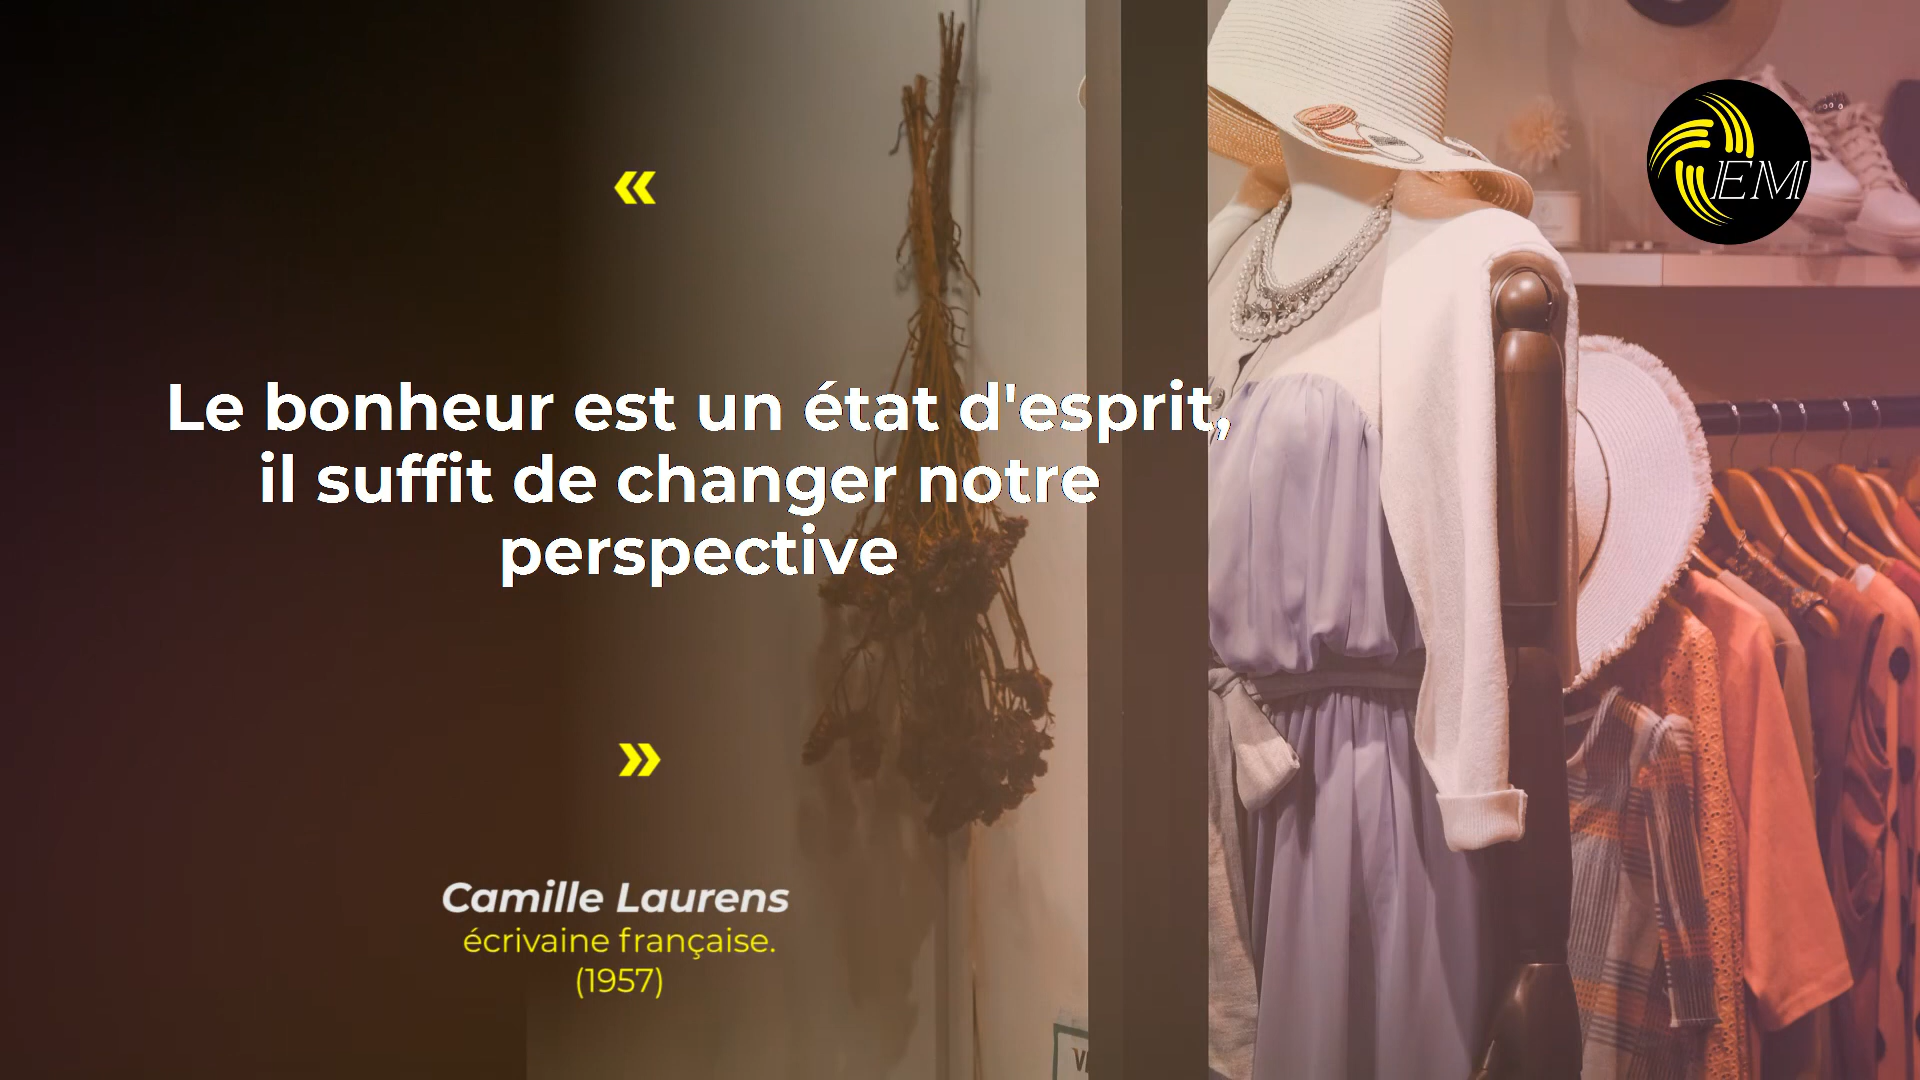 «
Le bonheur est un état d'esprit,
il suffit de changer notre
perspective
»
Camille Laurens
écrivaine française.
(1957)
EM